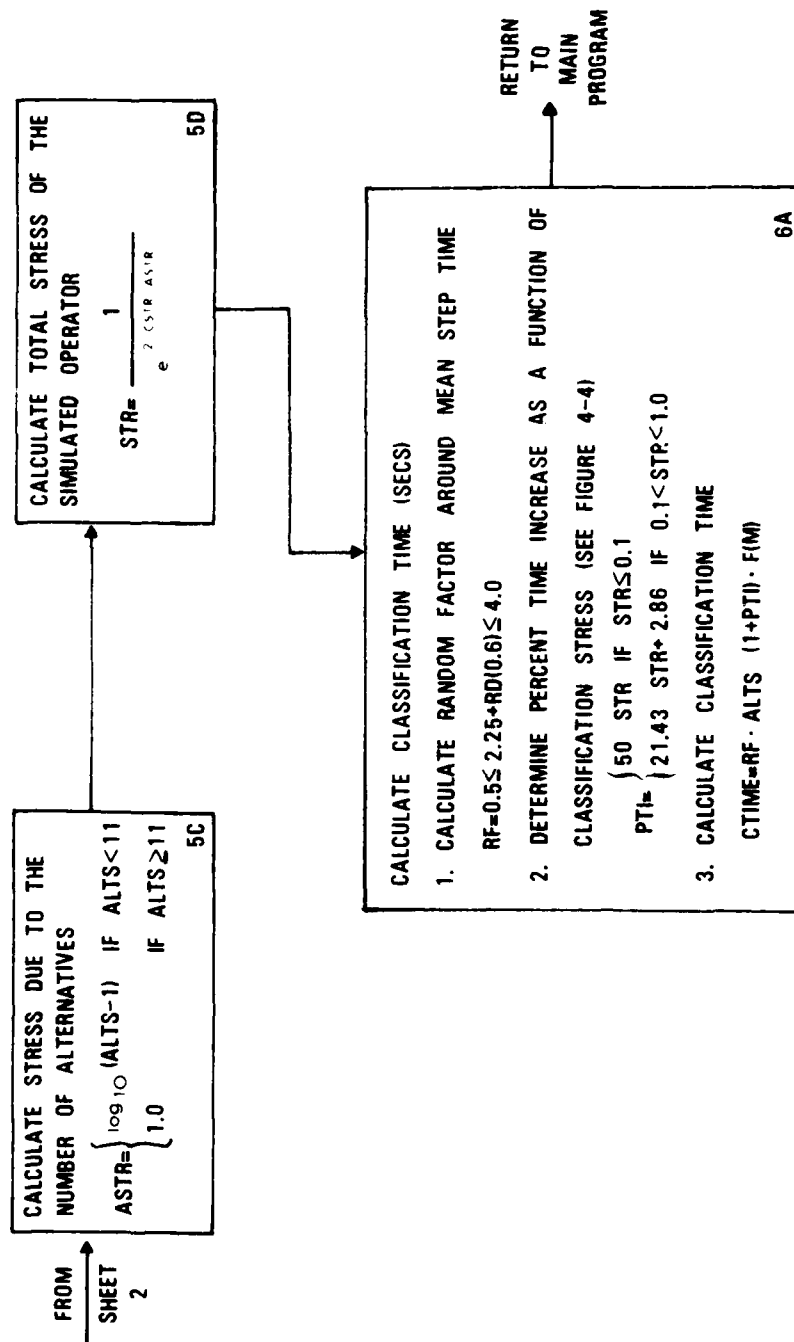 FROM
SHEET
2
CALCULATE STRESS DUE TO THE
NUMBER OF ALTERNATIVES
ASTR= { log10 (ALTS-1) IF ALTS<11
1.0 IF ALTS≥11
5C
CALCULATE TOTAL STRESS OF THE
SIMULATED OPERATOR
STR= 1
e 2 CSTR ASTR
5D
CALCULATE CLASSIFICATION TIME (SECS)
1. CALCULATE RANDOM FACTOR AROUND MEAN STEP TIME
RF=0.5≤ 2.25+RD(0.6)≤ 4.0
2. DETERMINE PERCENT TIME INCREASE AS A FUNCTION OF
CLASSIFICATION STRESS (SEE FIGURE 4-4)
PTI= { 50 STR IF STR≤0.1
21.43 STR+ 2.86 IF 0.1<STR<1.0
3. CALCULATE CLASSIFICATION TIME
CTIME=RF · ALTS (1+PTI) · F(M)
6A
RETURN
TO
MAIN
PROGRAM